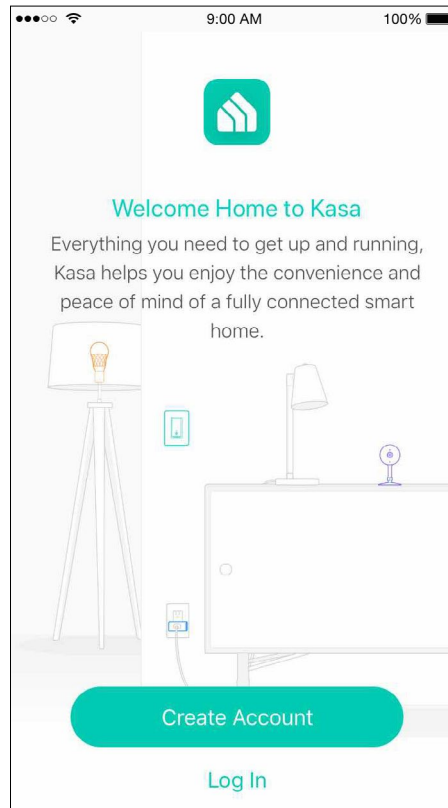 9:00 AM 100%
Welcome Home to Kasa
Everything you need to get up and running,
Kasa helps you enjoy the convenience and
peace of mind of a fully connected smart
home.
Create Account
Log In